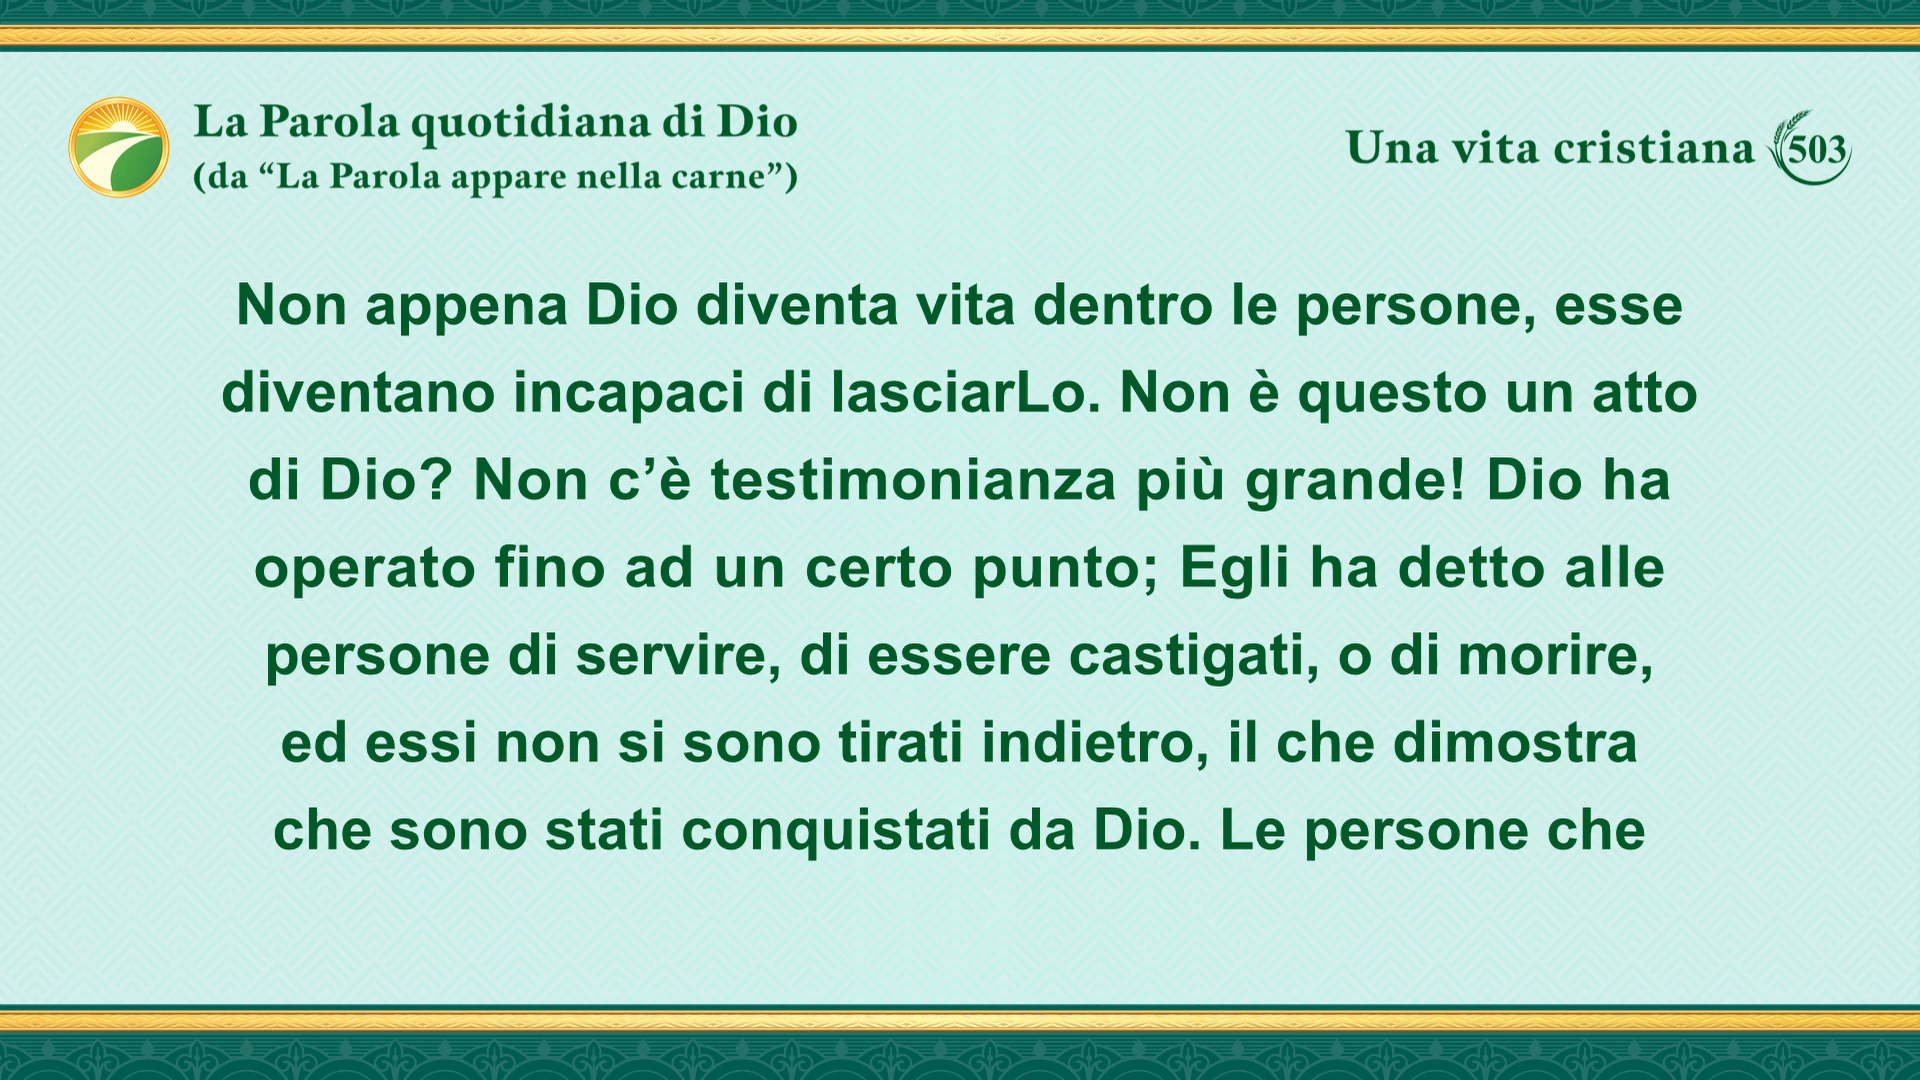 La Parola quotidiana di Dio
(da “La Parola appare nella carne”)
Una vita cristiana 503
Non appena Dio diventa vita dentro le persone, esse
diventano incapaci di lasciarLo. Non è questo un atto
di Dio? Non c’è testimonianza più grande! Dio ha
operato fino ad un certo punto; Egli ha detto alle
persone di servire, di essere castigati, o di morire,
ed essi non si sono tirati indietro, il che dimostra
che sono stati conquistati da Dio. Le persone che